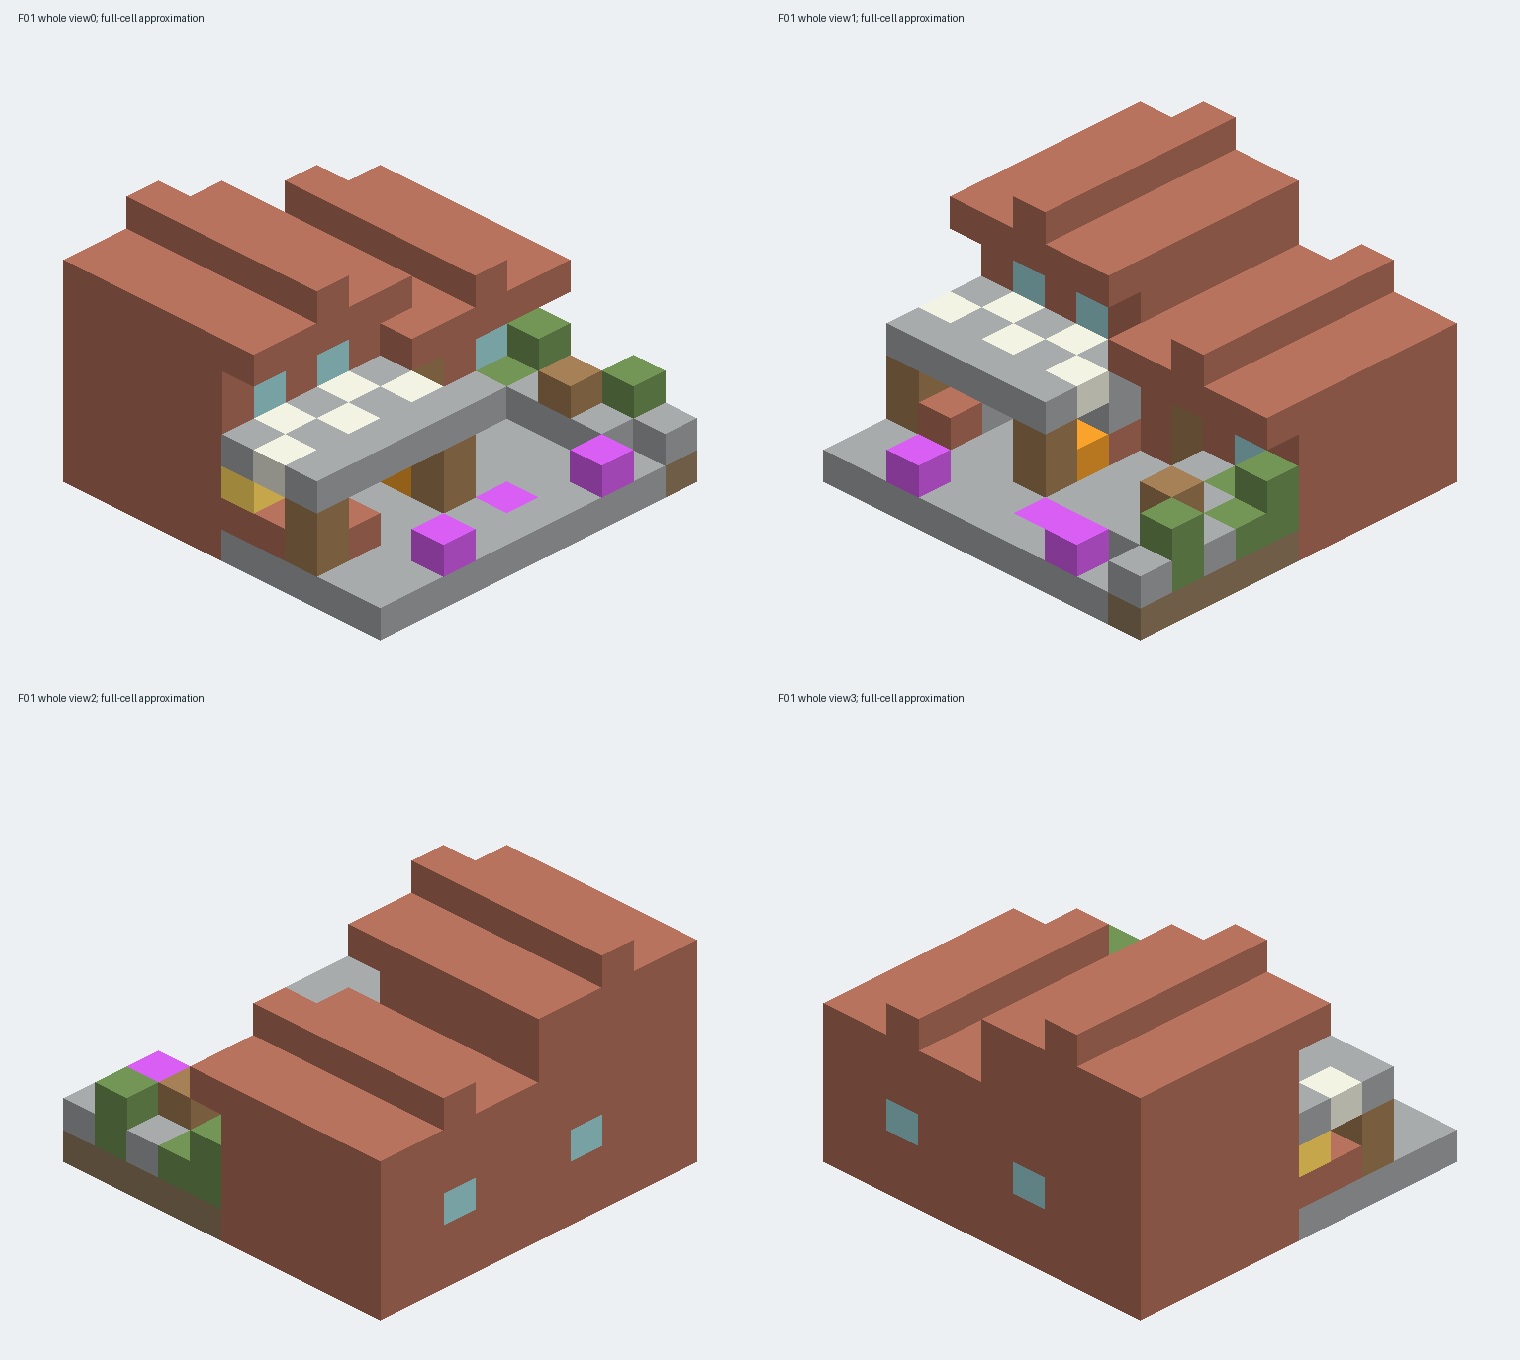 F01 whole view0; full-cell approximation
F01 whole view1; full-cell approximation
F01 whole view2; full-cell approximation
F01 whole view3; full-cell approximation